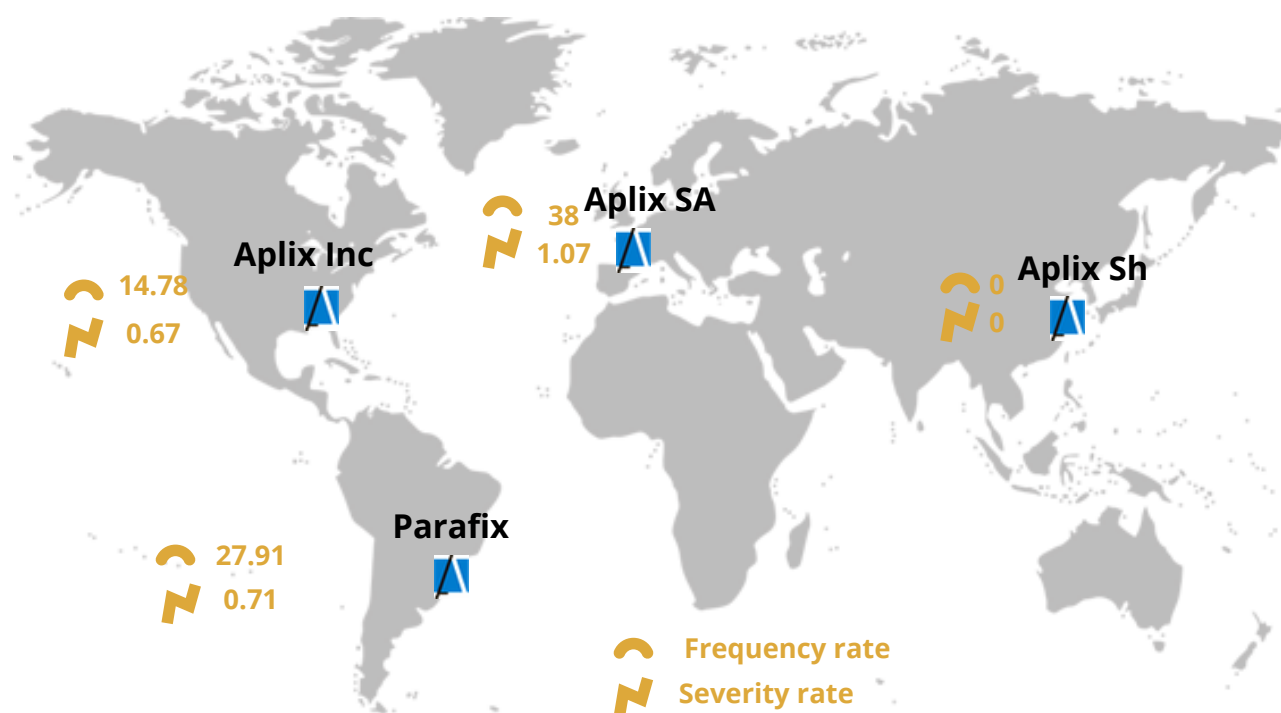 Aplix SA
38
1.07
Aplix Inc
14.78
0.67
Aplix Sh
0
0
Parafix
27.91
0.71
Frequency rate
Severity rate